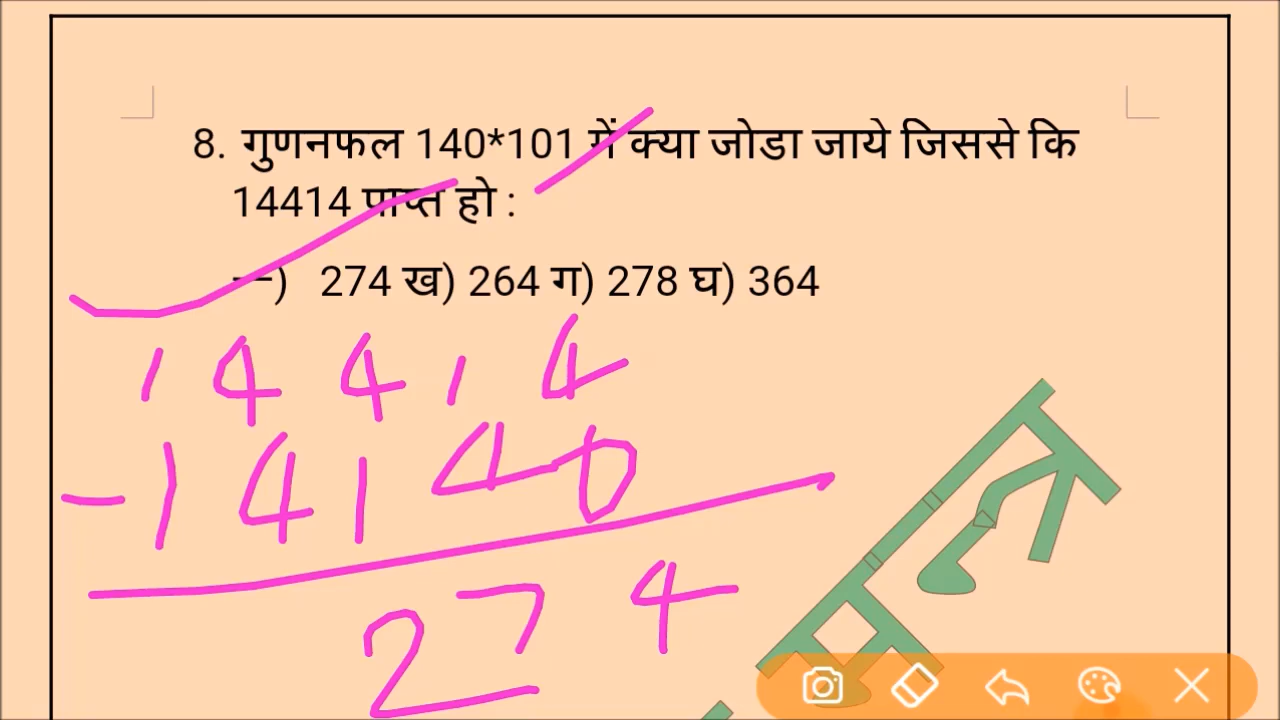 8. गुणनफल 140*101 में क्या जोडा जाये जिससे कि
14414 प्राप्त हो :
274 ख) 264 ग) 278 घ) 364
14414
-14140
274